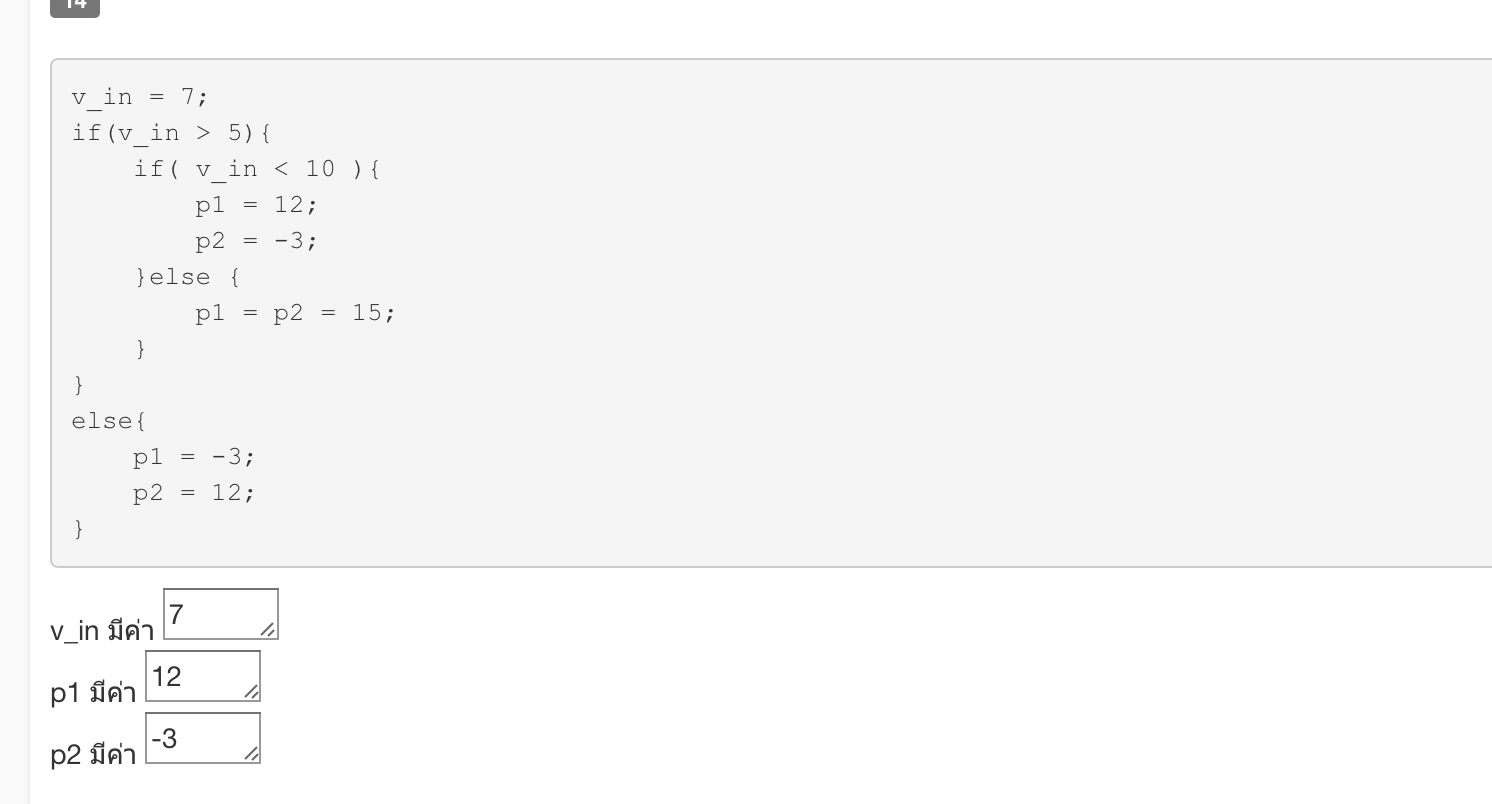 14
v_in = 7;
if(v_in > 5){
    if( v_in < 10 ){
        p1 = 12;
        p2 = -3;
    }else {
        p1 = p2 = 15;
    }
}
else{
    p1 = -3;
    p2 = 12;
}
v_in มีค่า 7
p1 มีค่า 12
p2 มีค่า -3